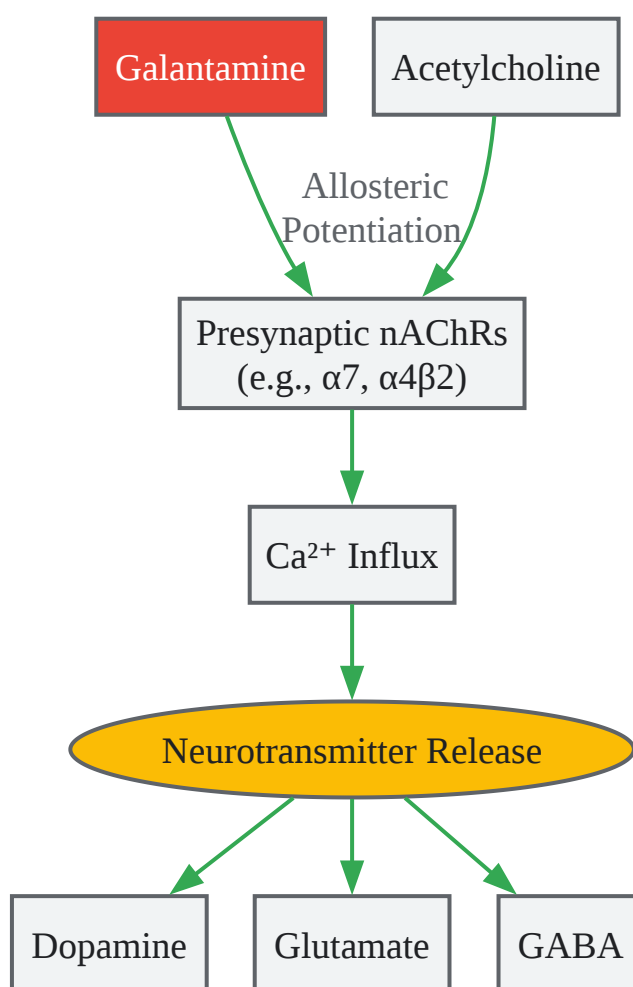 Galantamine
Acetylcholine
Allosteric
Potentiation
Presynaptic nAChRs
(e.g., α7, α4β2)
Ca²⁺ Influx
Neurotransmitter Release
Dopamine
Glutamate
GABA